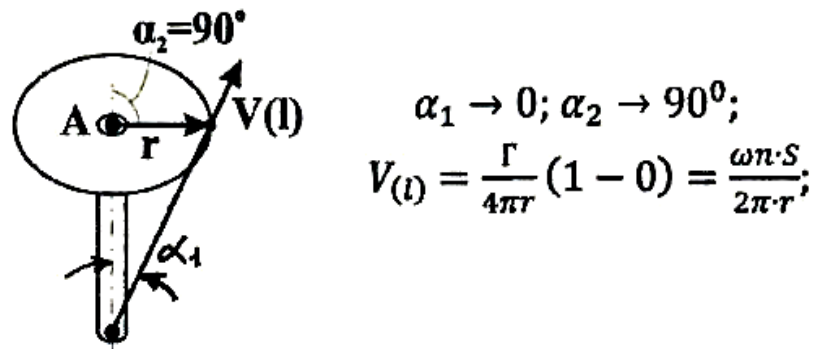 α₂=90°
A r V(l)
α₁
α₁ → 0; α₂ → 90⁰;
V₍ₗ₎ = Γ/4πr (1 − 0) = ωn·S/2π·r;